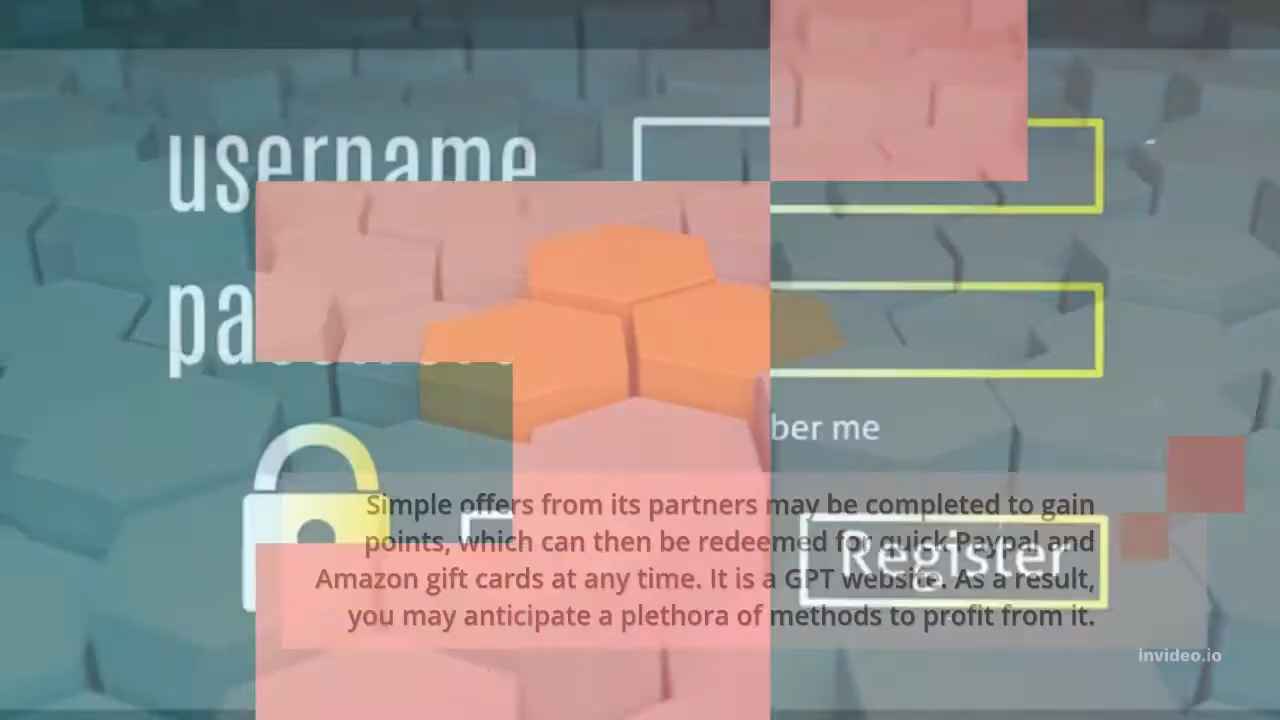 username
ber me
Simple offers from its partners may be completed to gain
points, which can then be redeemed for quick Paypal and
Amazon gift cards at any time. It is a GPT website. As a result,
you may anticipate a plethora of methods to profit from it.
Register
invideo.io